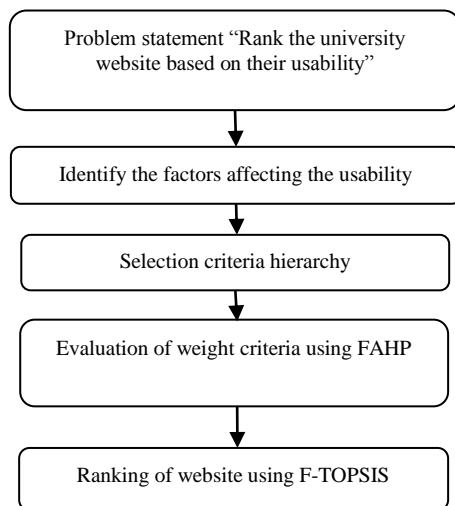 Problem statement “Rank the university
website based on their usability”
Identify the factors affecting the usability
Selection criteria hierarchy
Evaluation of weight criteria using FAHP
Ranking of website using F-TOPSIS